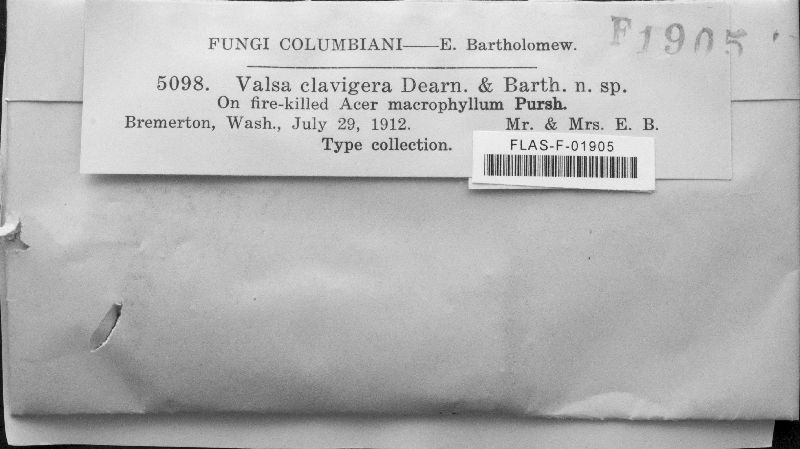 FUNGI COLUMBIANI——E. Bartholomew.
F 1905
5098. Valsa clavigera Dearn. & Barth. n. sp.
On fire-killed Acer macrophyllum Pursh.
Bremerton, Wash., July 29, 1912. Mr. & Mrs. E. B.
Type collection.
FLAS-F-01905